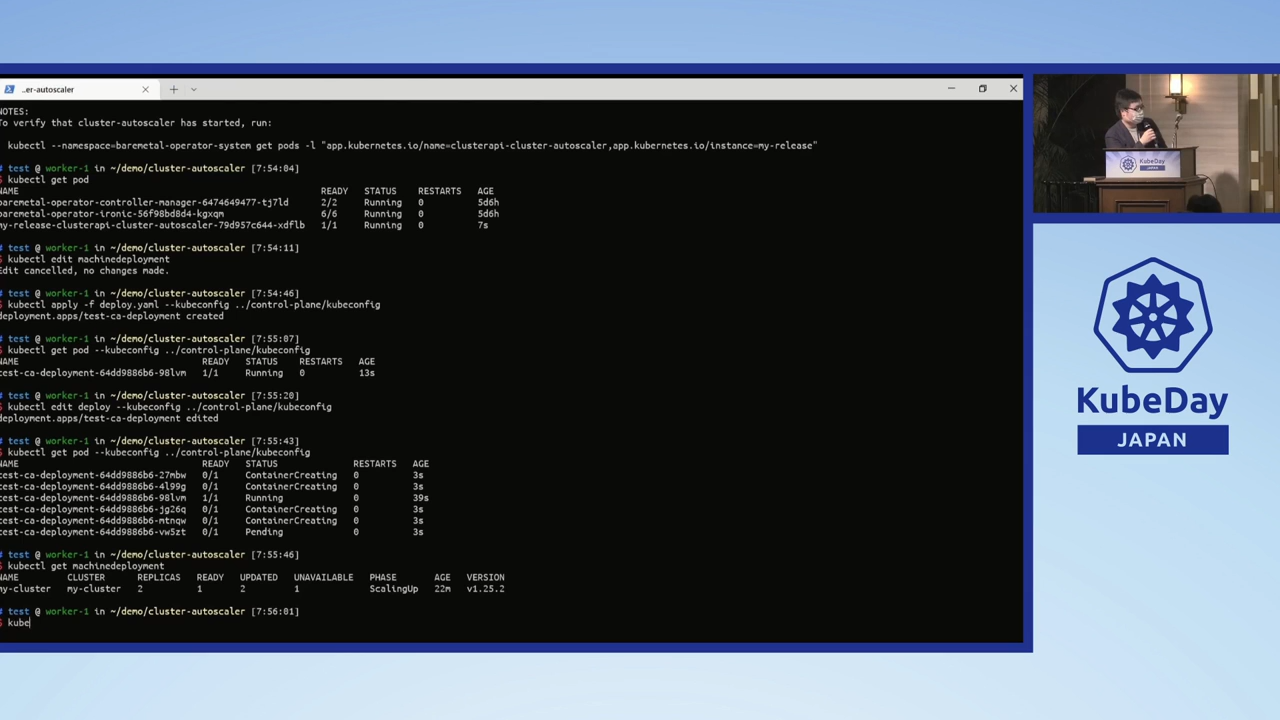 ..er-autoscaler
NOTES:
To verify that cluster-autoscaler has started, run:
kubectl --namespace=baremetal-operator-system get pods -l "app.kubernetes.io/name=clusterapi-cluster-autoscaler,app.kubernetes.io/instance=my-release"
# test @ worker-1 in ~/demo/cluster-autoscaler [7:54:04]
$ kubectl get pod
NAME READY STATUS RESTARTS AGE
baremetal-operator-controller-manager-6474649477-tj7ld 2/2 Running 0 5d6h
baremetal-operator-ironic-56f98bd8d4-kgxqm 6/6 Running 0 5d6h
my-release-clusterapi-cluster-autoscaler-79d957c644-xdflb 1/1 Running 0 7s
# test @ worker-1 in ~/demo/cluster-autoscaler [7:54:11]
$ kubectl edit machinedeployment
Edit cancelled, no changes made.
# test @ worker-1 in ~/demo/cluster-autoscaler [7:54:46]
$ kubectl apply -f deploy.yaml --kubeconfig ../control-plane/kubeconfig
deployment.apps/test-ca-deployment created
# test @ worker-1 in ~/demo/cluster-autoscaler [7:55:07]
$ kubectl get pod --kubeconfig ../control-plane/kubeconfig
NAME READY STATUS RESTARTS AGE
test-ca-deployment-64dd9886b6-98lvm 1/1 Running 0 13s
# test @ worker-1 in ~/demo/cluster-autoscaler [7:55:20]
$ kubectl edit deploy --kubeconfig ../control-plane/kubeconfig
deployment.apps/test-ca-deployment edited
# test @ worker-1 in ~/demo/cluster-autoscaler [7:55:43]
$ kubectl get pod --kubeconfig ../control-plane/kubeconfig
NAME READY STATUS RESTARTS AGE
test-ca-deployment-64dd9886b6-27mbw 0/1 ContainerCreating 0 3s
test-ca-deployment-64dd9886b6-4l99g 0/1 ContainerCreating 0 3s
test-ca-deployment-64dd9886b6-98lvm 1/1 Running 0 39s
test-ca-deployment-64dd9886b6-jg26q 0/1 ContainerCreating 0 3s
test-ca-deployment-64dd9886b6-mtnqw 0/1 ContainerCreating 0 3s
test-ca-deployment-64dd9886b6-vw5zt 0/1 Pending 0 3s
# test @ worker-1 in ~/demo/cluster-autoscaler [7:55:46]
$ kubectl get machinedeployment
NAME CLUSTER REPLICAS READY UPDATED UNAVAILABLE PHASE AGE VERSION
my-cluster my-cluster 2 1 2 1 ScalingUp 22m v1.25.2
# test @ worker-1 in ~/demo/cluster-autoscaler [7:56:01]
$ kube
KubeDay
JAPAN
KubeDay
JAPAN